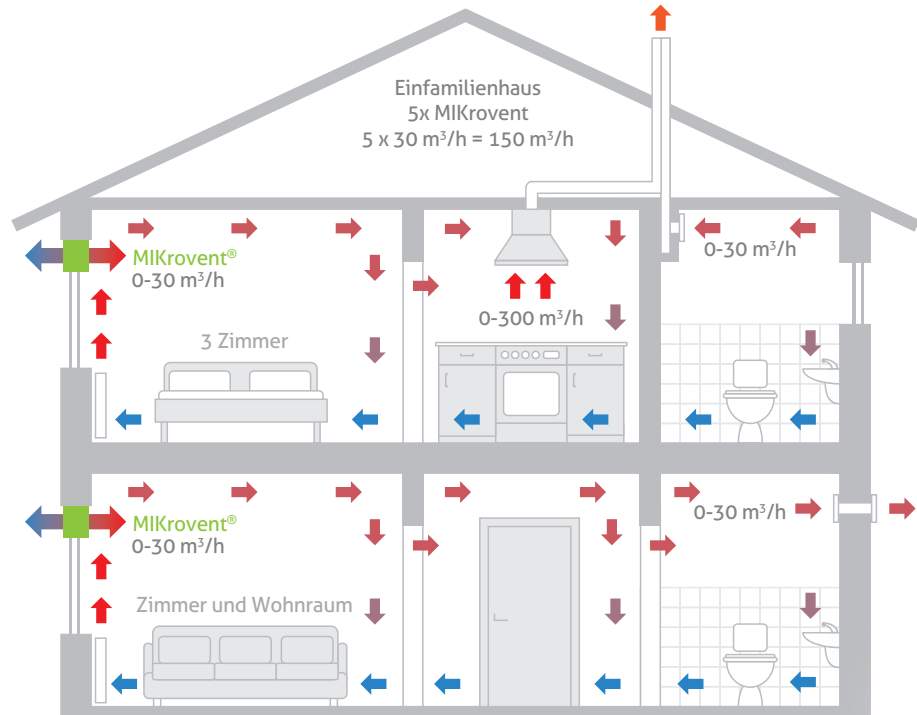 Einfamilienhaus
5x MIKrovent
5 x 30 m³/h = 150 m³/h
MIKrovent®
0-30 m³/h
0-30 m³/h
0-300 m³/h
3 Zimmer
MIKrovent®
0-30 m³/h
0-30 m³/h
Zimmer und Wohnraum